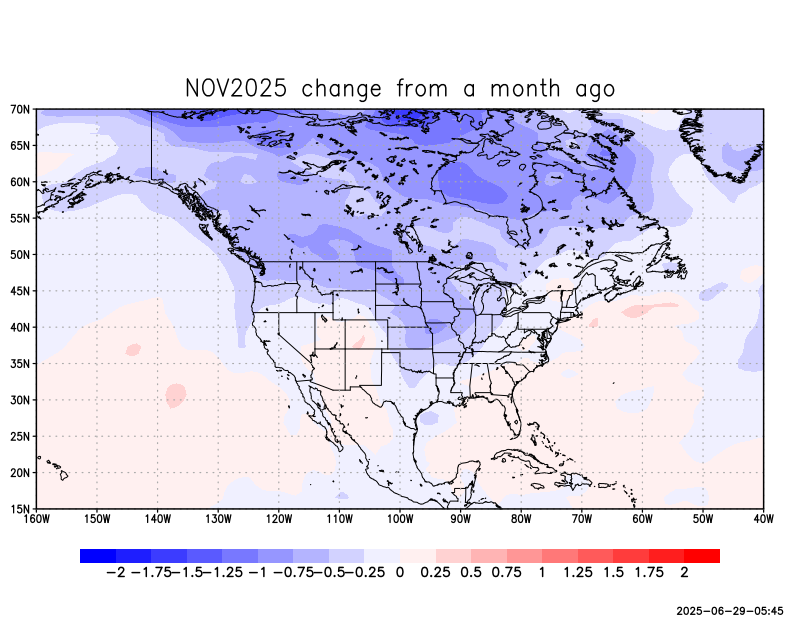 NOV2025 change from a month ago
70N
65N
60N
55N
50N
45N
40N
35N
30N
25N
20N
15N
160W 150W 140W 130W 120W 110W 100W 90W 80W 70W 60W 50W 40W
-2 -1.75 -1.5 -1.25 -1 -0.75 -0.5 -0.25 0 0.25 0.5 0.75 1 1.25 1.5 1.75 2
2025-06-29-05:45